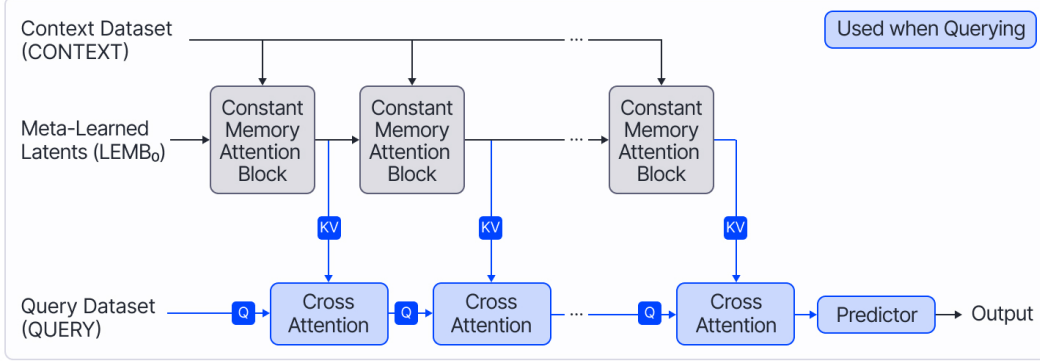 Context Dataset
(CONTEXT)
...
Used when Querying
Meta-Learned
Latents (LEMB₀)
Constant
Memory
Attention
Block
Constant
Memory
Attention
Block
...
Constant
Memory
Attention
Block
KV
KV
KV
Query Dataset
(QUERY)
Q
Cross
Attention
Q
Cross
Attention
...
Q
Cross
Attention
Predictor
Output